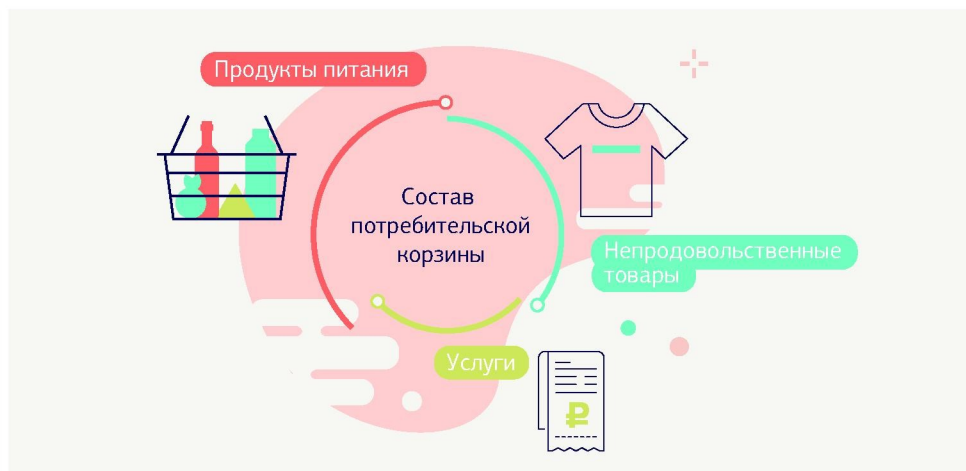 Продукты питания
Состав
потребительской
корзины
Непродовольственные
товары
Услуги
₽